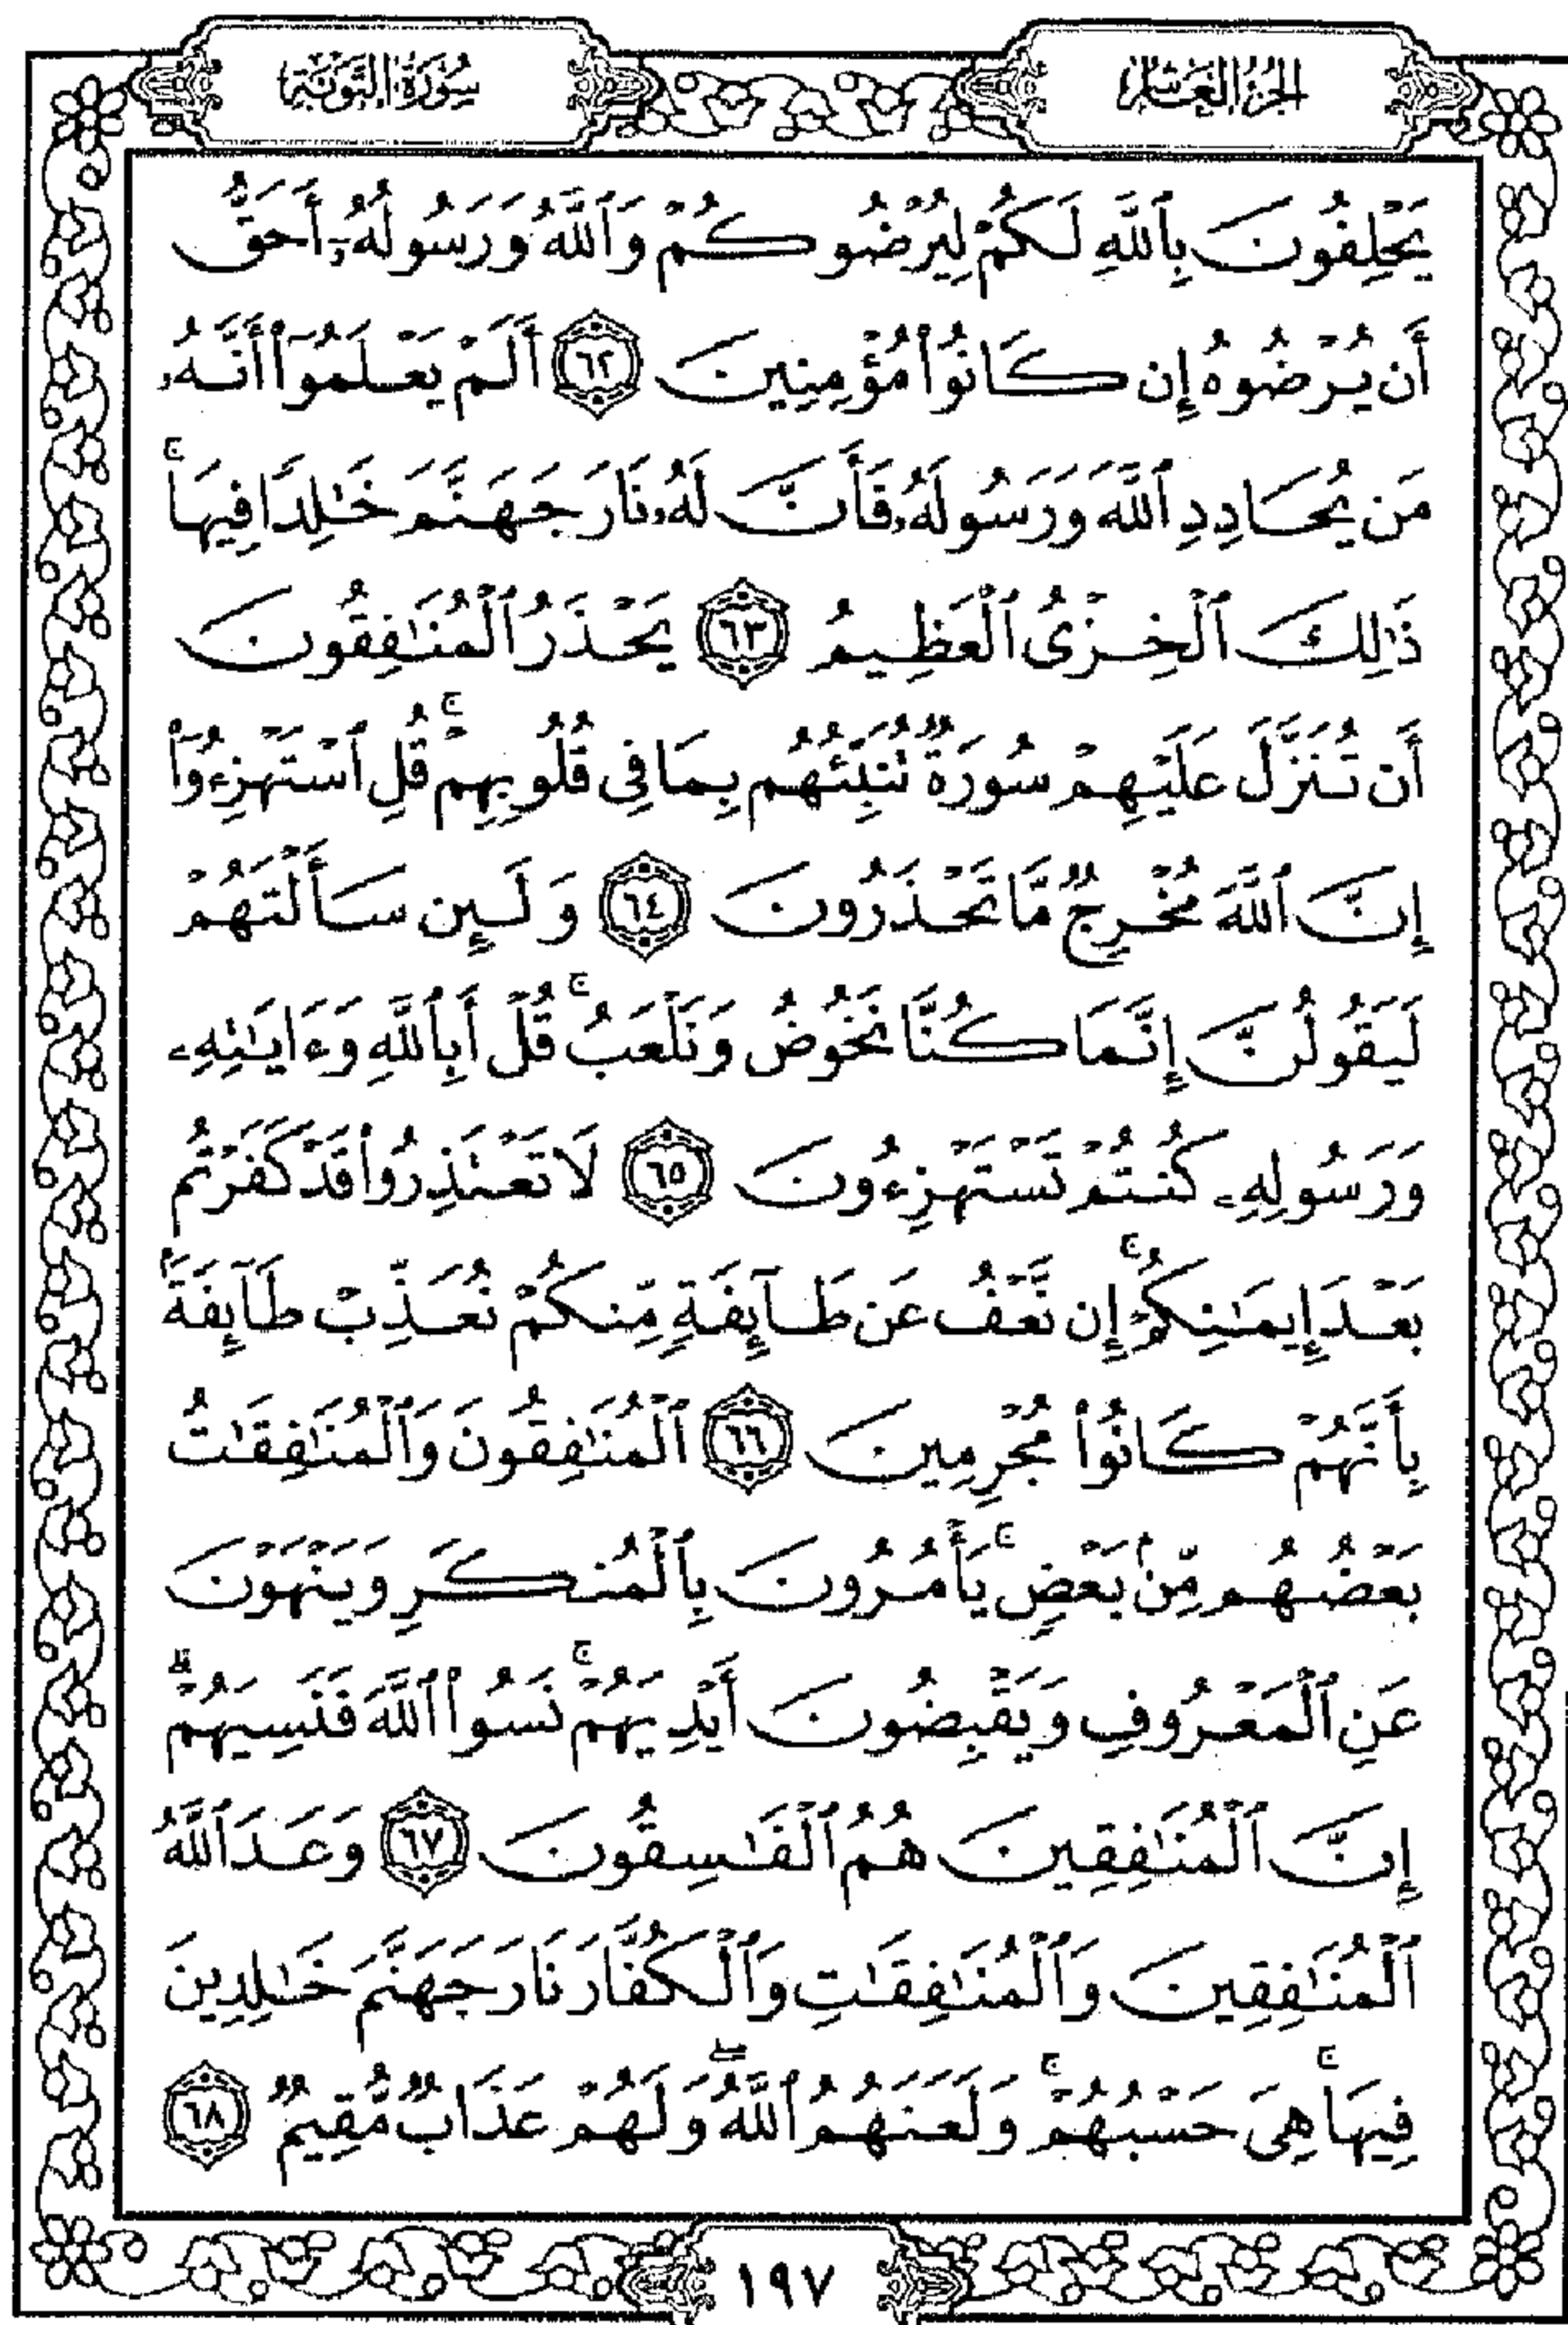 الجزء العاشر
سورة التوبة
يَحْلِفُونَ بِٱللَّهِ لَكُمْ لِيُرْضُوكُمْ وَٱللَّهُ وَرَسُولُهُۥٓ أَحَقُّ
أَن يُرْضُوهُ إِن كَانُوا۟ مُؤْمِنِينَ ٦٢ أَلَمْ يَعْلَمُوٓا۟ أَنَّهُۥ
مَن يُحَادِدِ ٱللَّهَ وَرَسُولَهُۥ فَأَنَّ لَهُۥ نَارَ جَهَنَّمَ خَٰلِدًا فِيهَا ۚ
ذَٰلِكَ ٱلْخِزْىُ ٱلْعَظِيمُ ٦٣ يَحْذَرُ ٱلْمُنَٰفِقُونَ
أَن تُنَزَّلَ عَلَيْهِمْ سُورَةٌ تُنَبِّئُهُم بِمَا فِى قُلُوبِهِمْ ۚ قُلِ ٱسْتَهْزِءُوٓا۟
إِنَّ ٱللَّهَ مُخْرِجٌ مَّا تَحْذَرُونَ ٦٤ وَلَئِن سَأَلْتَهُمْ
لَيَقُولُنَّ إِنَّمَا كُنَّا نَخُوضُ وَنَلْعَبُ ۚ قُلْ أَبِٱللَّهِ وَءَايَٰتِهِۦ
وَرَسُولِهِۦ كُنتُمْ تَسْتَهْزِءُونَ ٦٥ لَا تَعْتَذِرُوا۟ قَدْ كَفَرْتُم
بَعْدَ إِيمَٰنِكُمْ ۚ إِن نَّعْفُ عَن طَآئِفَةٍ مِّنكُمْ نُعَذِّبْ طَآئِفَةًۢ
بِأَنَّهُمْ كَانُوا۟ مُجْرِمِينَ ٦٦ ٱلْمُنَٰفِقُونَ وَٱلْمُنَٰفِقَٰتُ
بَعْضُهُم مِّنۢ بَعْضٍ ۚ يَأْمُرُونَ بِٱلْمُنكَرِ وَيَنْهَوْنَ
عَنِ ٱلْمَعْرُوفِ وَيَقْبِضُونَ أَيْدِيَهُمْ ۚ نَسُوا۟ ٱللَّهَ فَنَسِيَهُمْ ۗ
إِنَّ ٱلْمُنَٰفِقِينَ هُمُ ٱلْفَٰسِقُونَ ٦٧ وَعَدَ ٱللَّهُ
ٱلْمُنَٰفِقِينَ وَٱلْمُنَٰفِقَٰتِ وَٱلْكُفَّارَ نَارَ جَهَنَّمَ خَٰلِدِينَ
فِيهَا ۚ هِىَ حَسْبُهُمْ ۚ وَلَعَنَهُمُ ٱللَّهُ ۖ وَلَهُمْ عَذَابٌ مُّقِيمٌ ٦٨
١٩٧